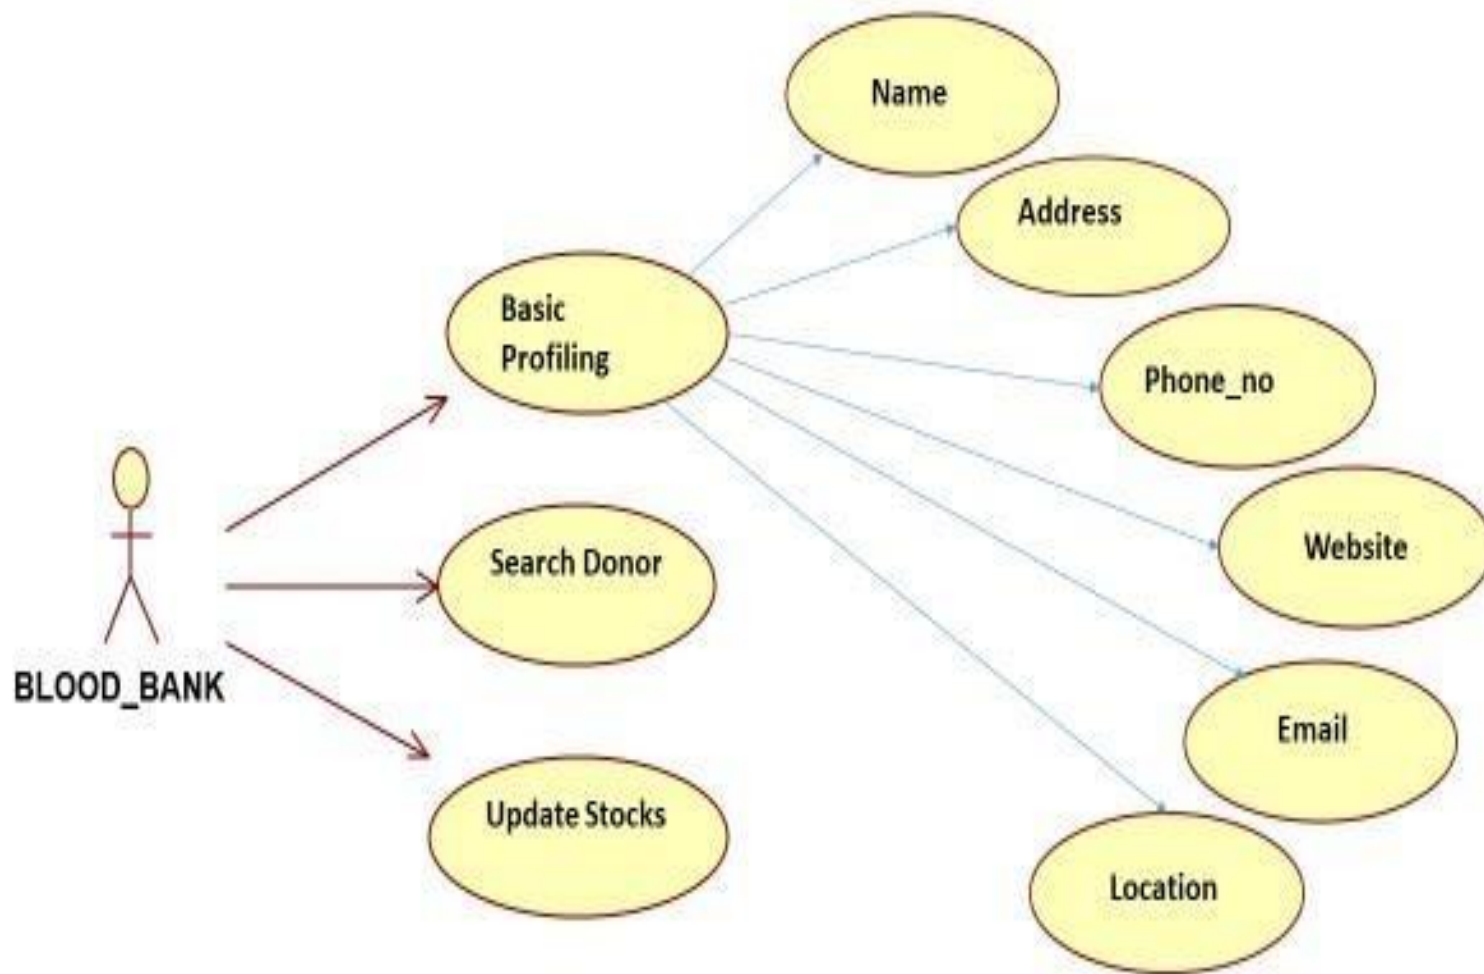 Name
Address
Basic
Profiling
Phone_no
Website
Search Donor
BLOOD_BANK
Email
Update Stocks
Location